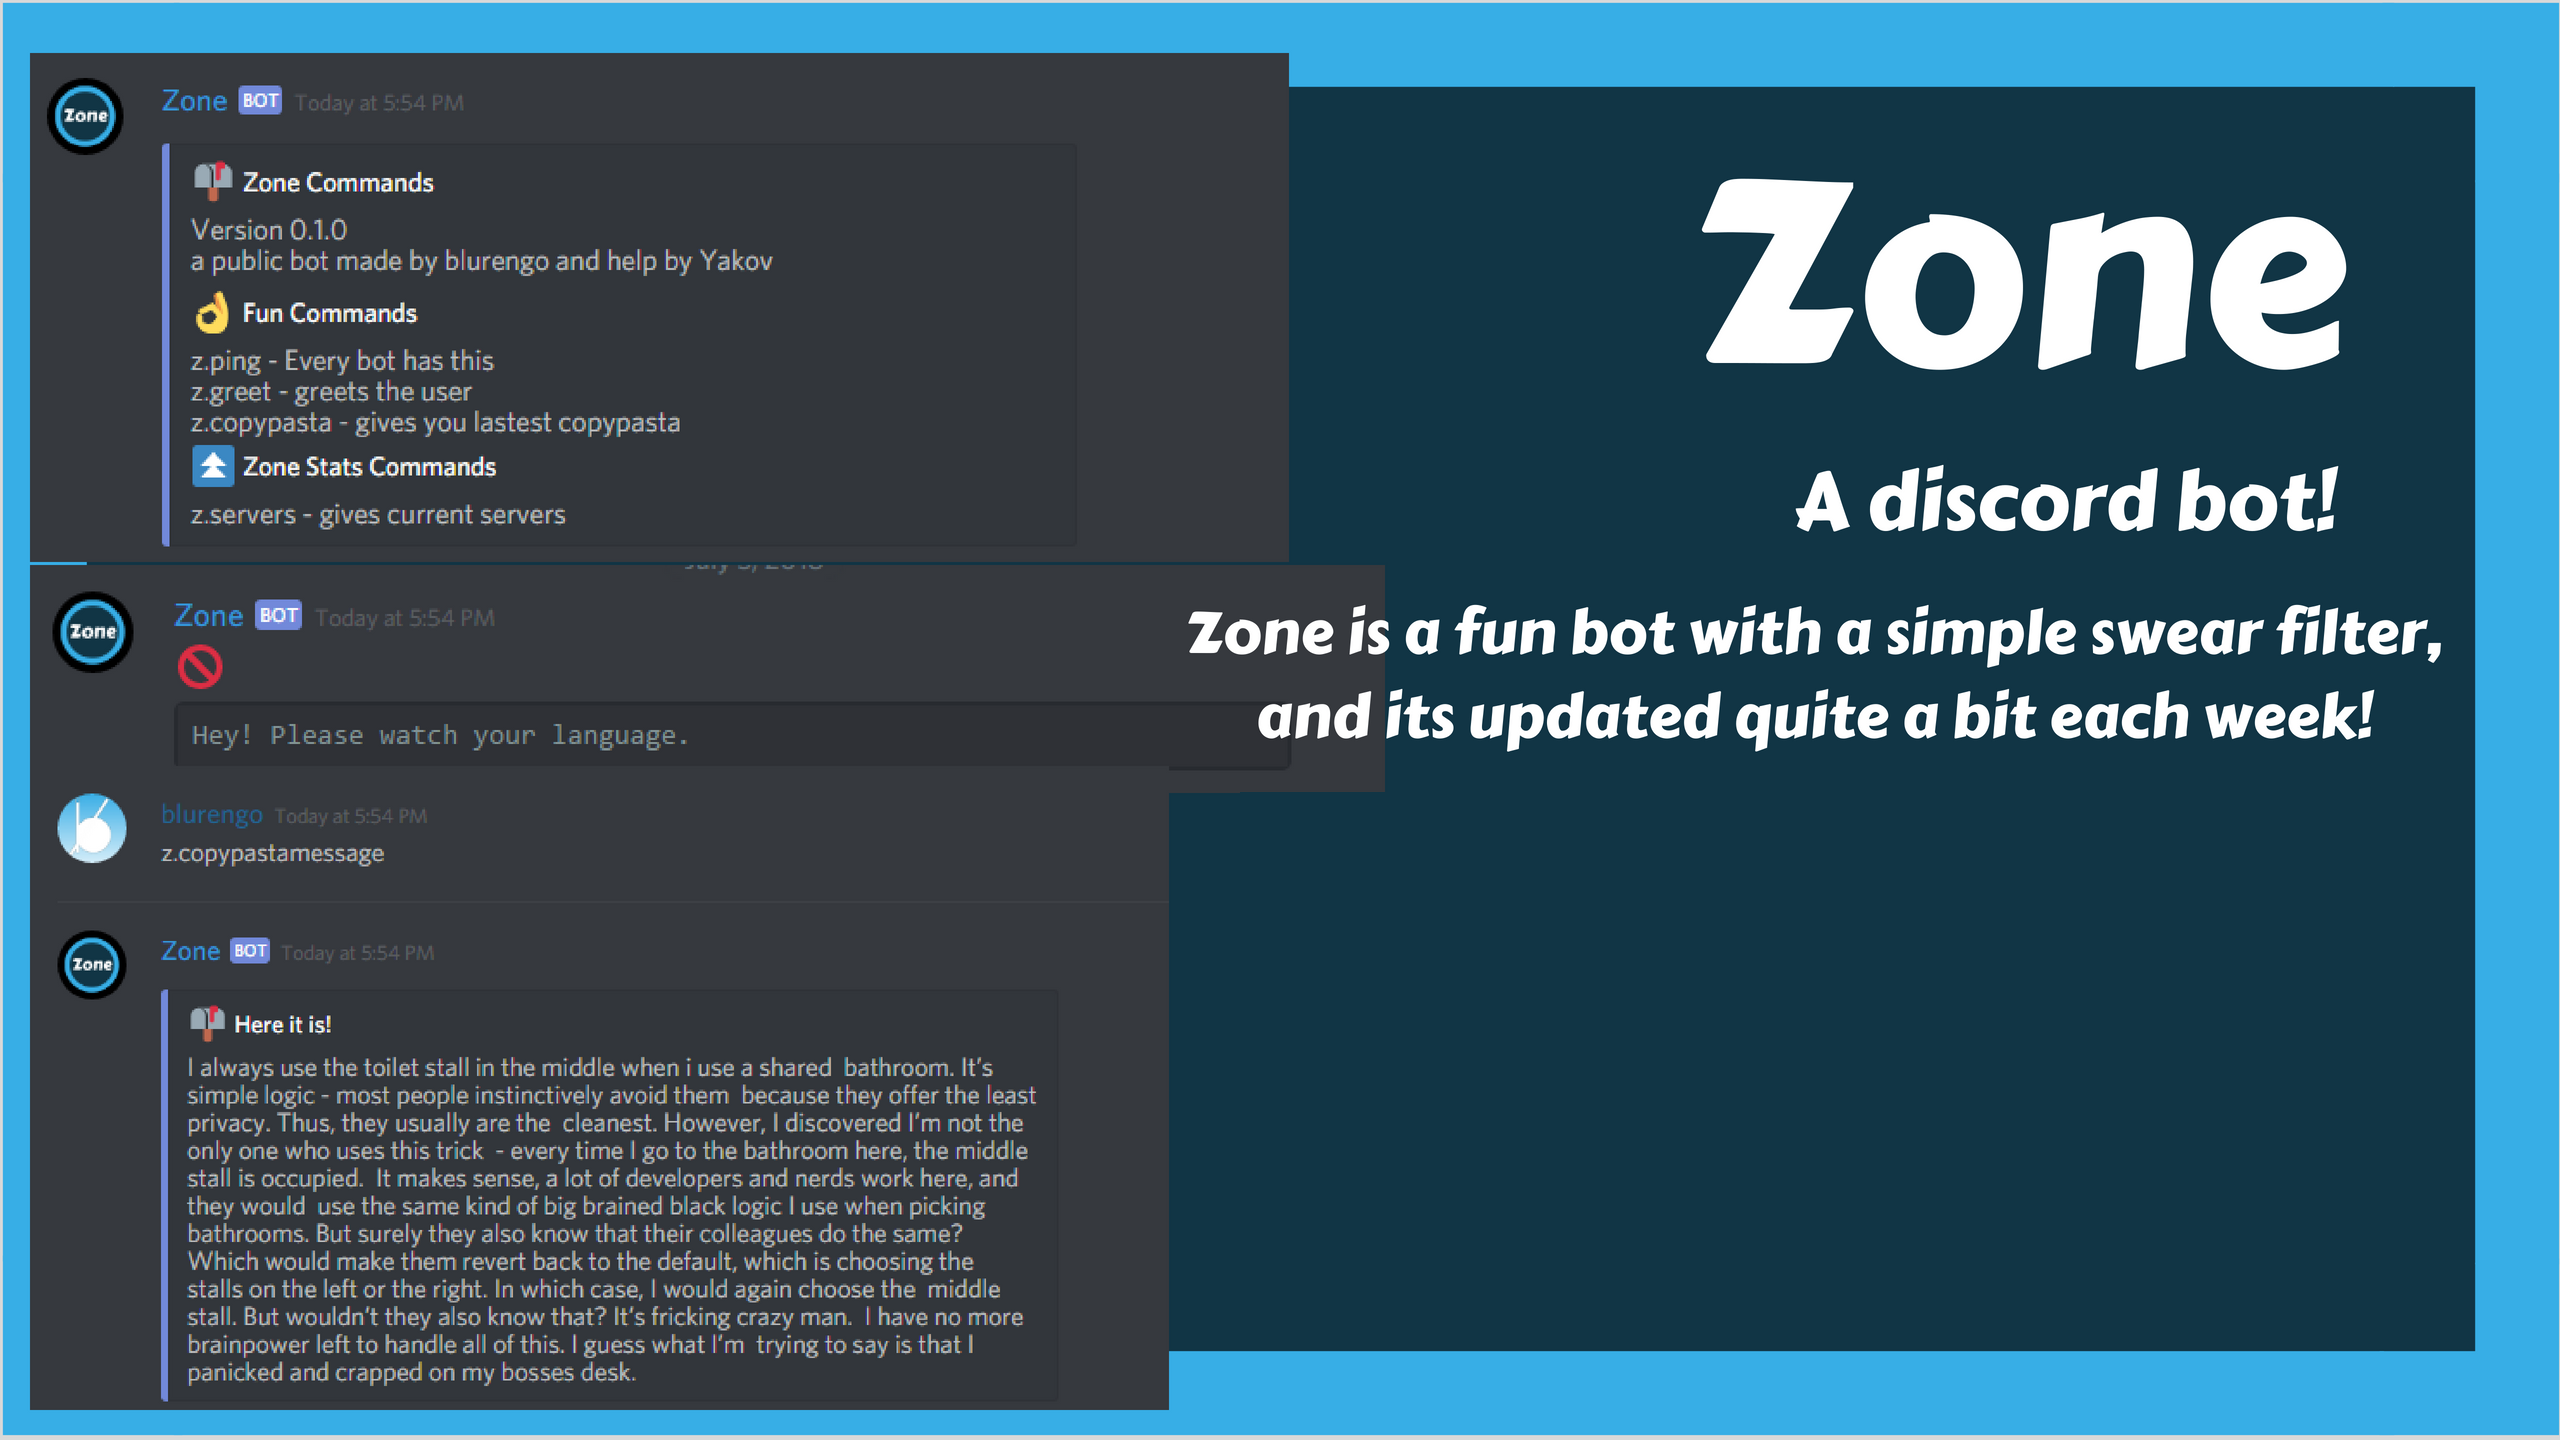 Zone
Zone BOT Today at 5:54 PM
Zone Commands
Version 0.1.0
a public bot made by blurengo and help by Yakov
Fun Commands
z.ping - Every bot has this
z.greet - greets the user
z.copypasta - gives you lastest copypasta
Zone Stats Commands
z.servers - gives current servers
Zone
Zone BOT Today at 5:54 PM
Hey! Please watch your language.
blurengo Today at 5:54 PM
z.copypastamessage
Zone
Zone BOT Today at 5:54 PM
Here it is!
I always use the toilet stall in the middle when i use a shared bathroom. It's
simple logic - most people instinctively avoid them because they offer the least
privacy. Thus, they usually are the cleanest. However, I discovered I'm not the
only one who uses this trick - every time I go to the bathroom here, the middle
stall is occupied. It makes sense, a lot of developers and nerds work here, and
they would use the same kind of big brained black logic I use when picking
bathrooms. But surely they also know that their colleagues do the same?
Which would make them revert back to the default, which is choosing the
stalls on the left or the right. In which case, I would again choose the middle
stall. But wouldn't they also know that? It's fricking crazy man. I have no more
brainpower left to handle all of this. I guess what I'm trying to say is that I
panicked and crapped on my bosses desk.
Zone
A discord bot!
Zone is a fun bot with a simple swear filter,
and its updated quite a bit each week!